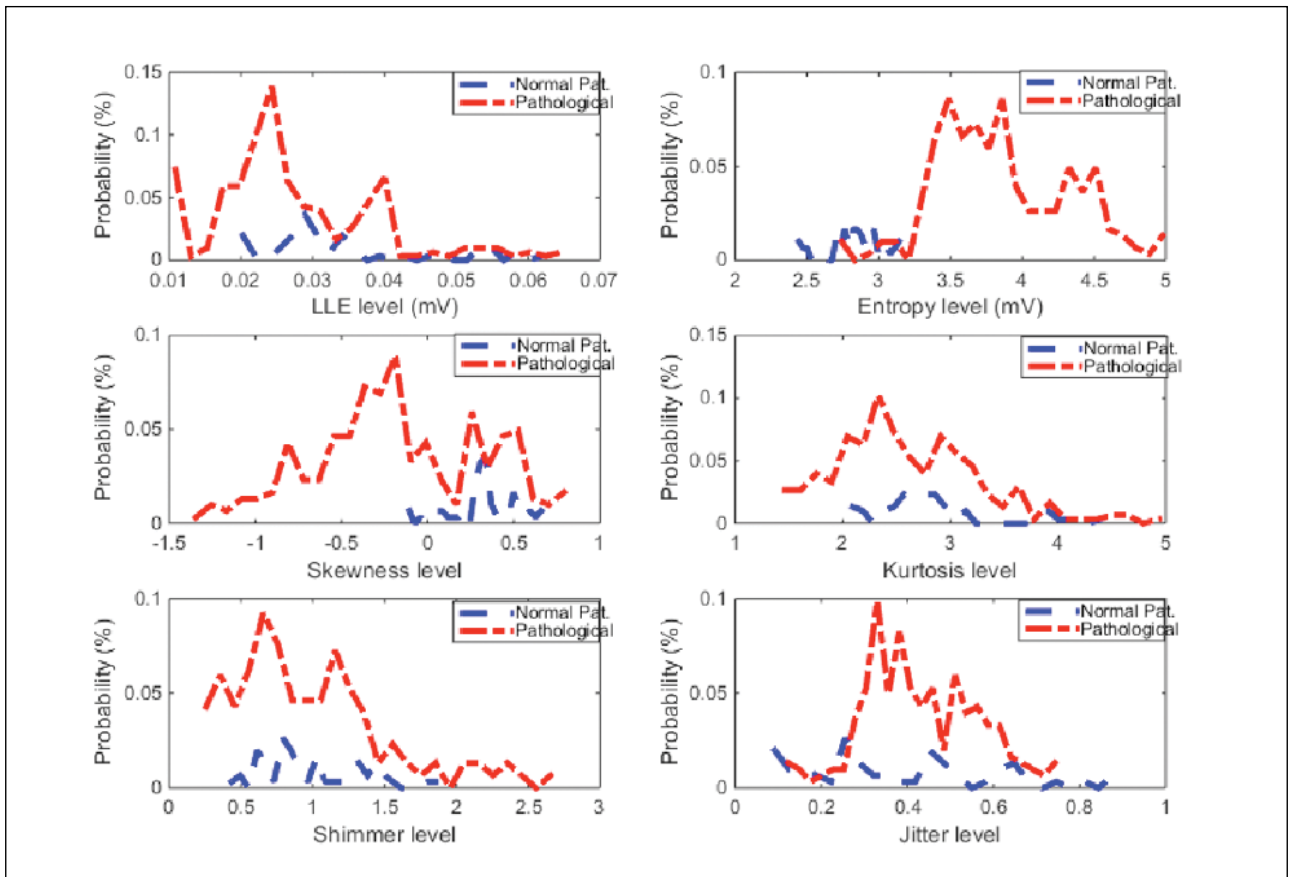 0.15
0.1
0.05
0
Probability (%)
Normal Pat.
Pathological
0.01 0.02 0.03 0.04 0.05 0.06 0.07
LLE level (mV)
0.1
0.05
0
Probability (%)
Normal Pat.
Pathological
2 2.5 3 3.5 4 4.5 5
Entropy level (mV)
0.1
0.05
0
Probability (%)
Normal Pat.
Pathological
-1.5 -1 -0.5 0 0.5 1
Skewness level
0.15
0.1
0.05
0
Probability (%)
Normal Pat.
Pathological
1 2 3 4 5
Kurtosis level
0.1
0.05
0
Probability (%)
Normal Pat.
Pathological
0 0.5 1 1.5 2 2.5 3
Shimmer level
0.1
0.05
0
Probability (%)
Normal Pat.
Pathological
0 0.2 0.4 0.6 0.8 1
Jitter level